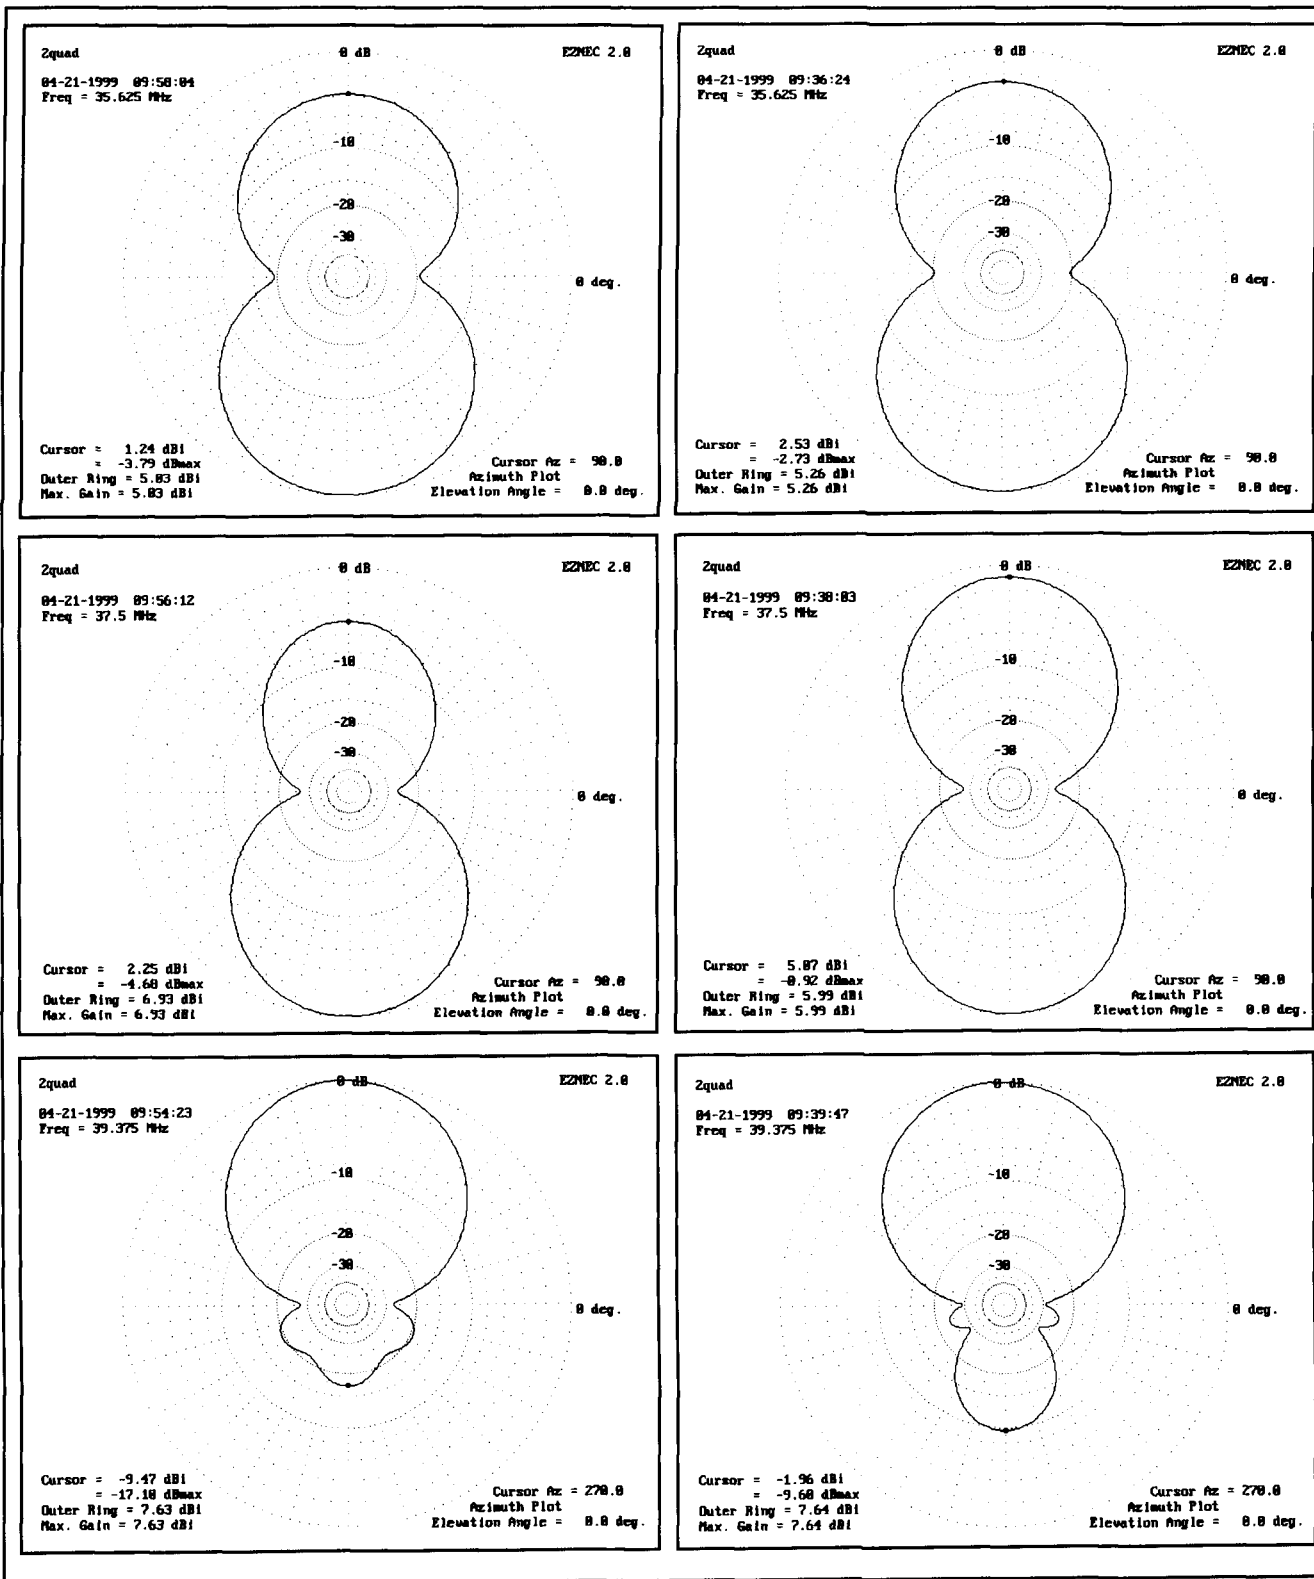 2quad
0 dB
EZNEC 2.0
04-21-1999 09:58:04
Freq = 35.625 MHz
-10
-20
-30
0 deg.
Cursor = 1.24 dBi
= -3.79 dBmax
Outer Ring = 5.03 dBi
Max. Gain = 5.03 dBi
Cursor Az = 90.0
Azimuth Plot
Elevation Angle = 0.0 deg.
2quad
0 dB
EZNEC 2.0
04-21-1999 09:36:24
Freq = 35.625 MHz
-10
-20
-30
0 deg.
Cursor = 2.53 dBi
= -2.73 dBmax
Outer Ring = 5.26 dBi
Max. Gain = 5.26 dBi
Cursor Az = 90.0
Azimuth Plot
Elevation Angle = 0.0 deg.
2quad
0 dB
EZNEC 2.0
04-21-1999 09:56:12
Freq = 37.5 MHz
-10
-20
-30
0 deg.
Cursor = 2.25 dBi
= -4.68 dBmax
Outer Ring = 6.93 dBi
Max. Gain = 6.93 dBi
Cursor Az = 90.0
Azimuth Plot
Elevation Angle = 0.0 deg.
2quad
0 dB
EZNEC 2.0
04-21-1999 09:38:03
Freq = 37.5 MHz
-10
-20
-30
0 deg.
Cursor = 5.07 dBi
= -0.92 dBmax
Outer Ring = 5.99 dBi
Max. Gain = 5.99 dBi
Cursor Az = 90.0
Azimuth Plot
Elevation Angle = 0.0 deg.
2quad
0 dB
EZNEC 2.0
04-21-1999 09:54:23
Freq = 39.375 MHz
-10
-20
-30
0 deg.
Cursor = -9.47 dBi
= -17.10 dBmax
Outer Ring = 7.63 dBi
Max. Gain = 7.63 dBi
Cursor Az = 270.0
Azimuth Plot
Elevation Angle = 0.0 deg.
2quad
0 dB
EZNEC 2.0
04-21-1999 09:39:47
Freq = 39.375 MHz
-10
-20
-30
0 deg.
Cursor = -1.96 dBi
= -9.60 dBmax
Outer Ring = 7.64 dBi
Max. Gain = 7.64 dBi
Cursor Az = 270.0
Azimuth Plot
Elevation Angle = 0.0 deg.